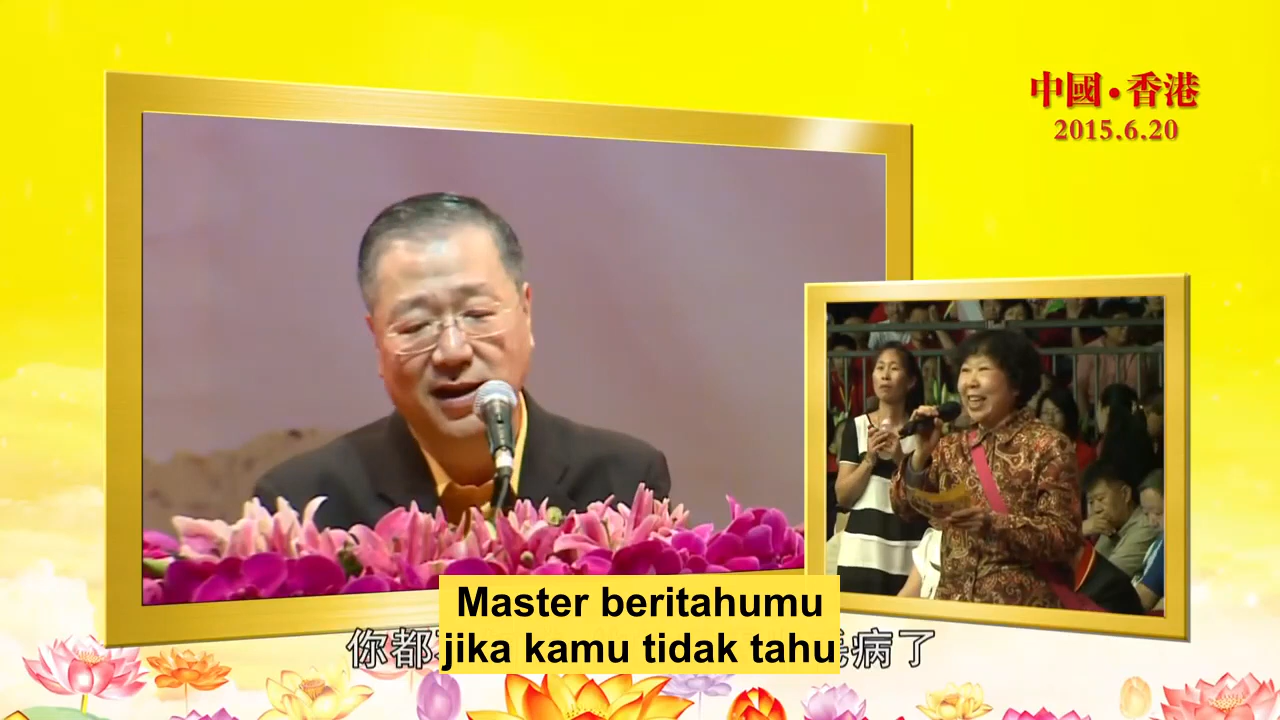 中國·香港
2015.6.20
Master beritahumu
jika kamu tidak tahu
你都 病了